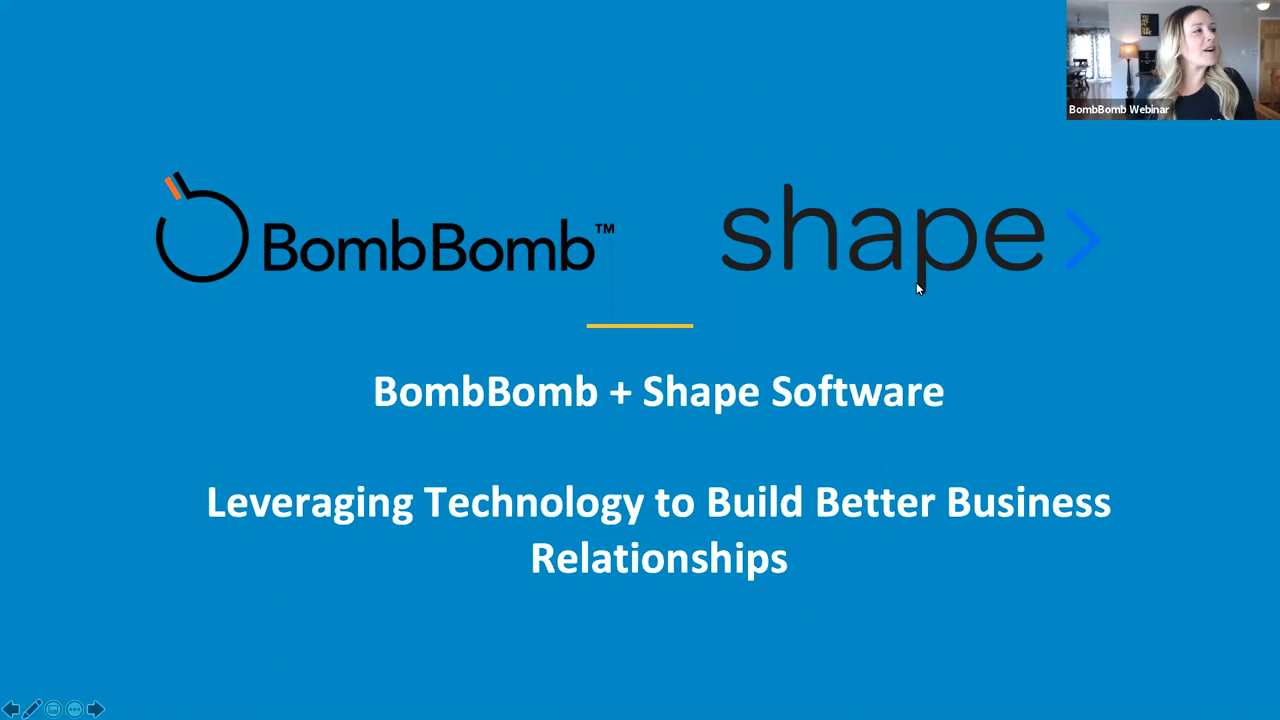 BombBomb Webinar
BombBomb™
shape
BombBomb + Shape Software
Leveraging Technology to Build Better Business
Relationships